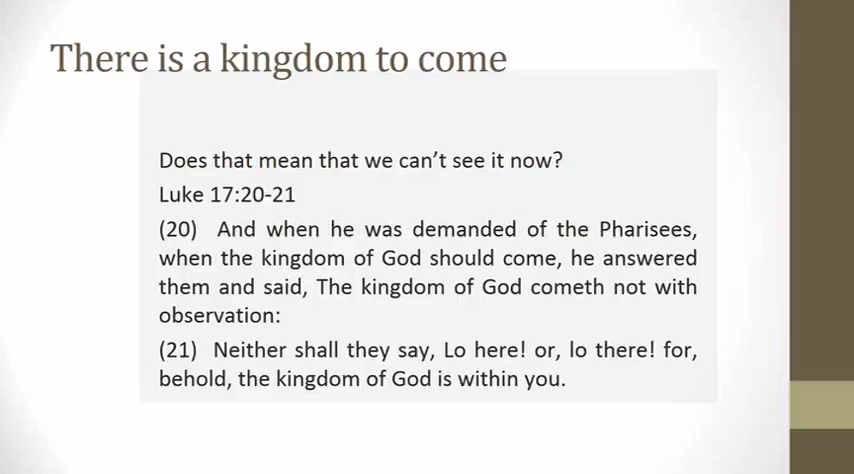 There is a kingdom to come
Does that mean that we can't see it now?
Luke 17:20-21
(20) And when he was demanded of the Pharisees,
when the kingdom of God should come, he answered
them and said, The kingdom of God cometh not with
observation:
(21) Neither shall they say, Lo here! or, lo there! for,
behold, the kingdom of God is within you.